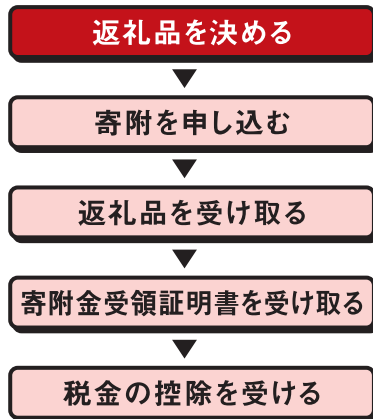 返礼品を決める
寄附を申し込む
返礼品を受け取る
寄附金受領証明書を受け取る
税金の控除を受ける